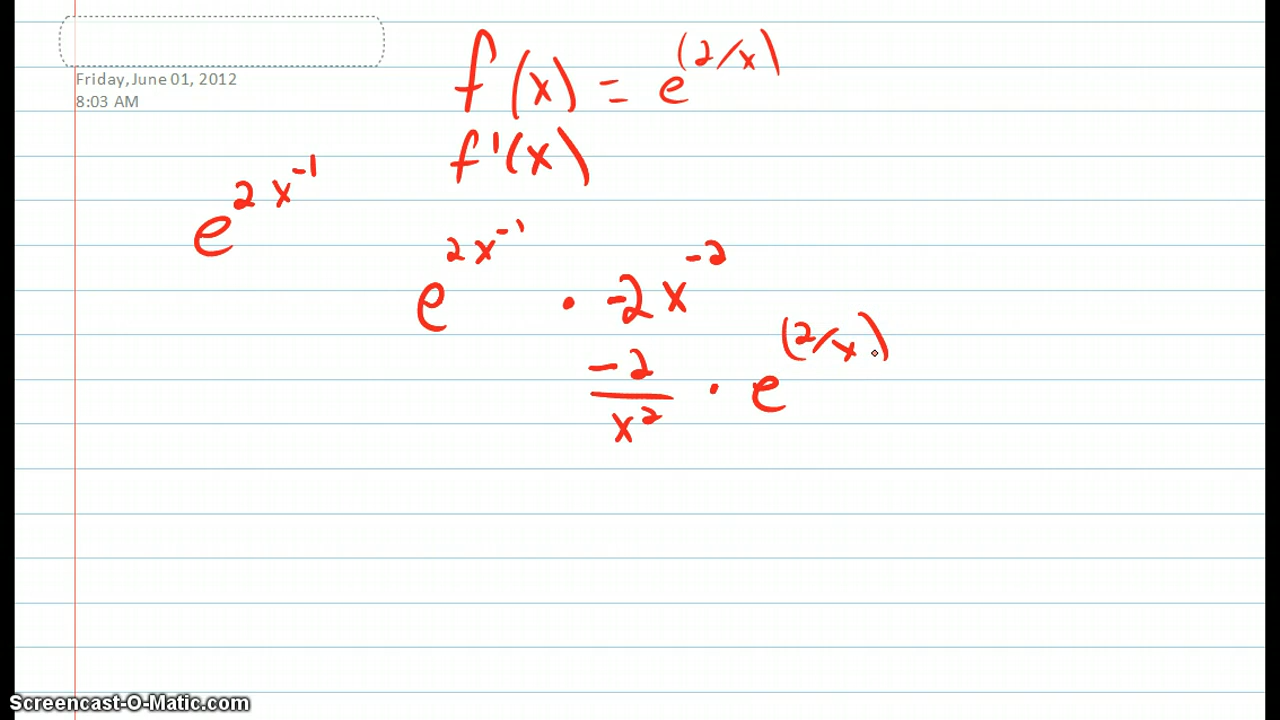 f(x) = e^(2/x)
Friday, June 01, 2012
8:03 AM
f'(x)
e^2x^-1
e^2x^-1 · -2x^-2
-2/x^2 · e^(2/x)
Screencast-O-Matic.com